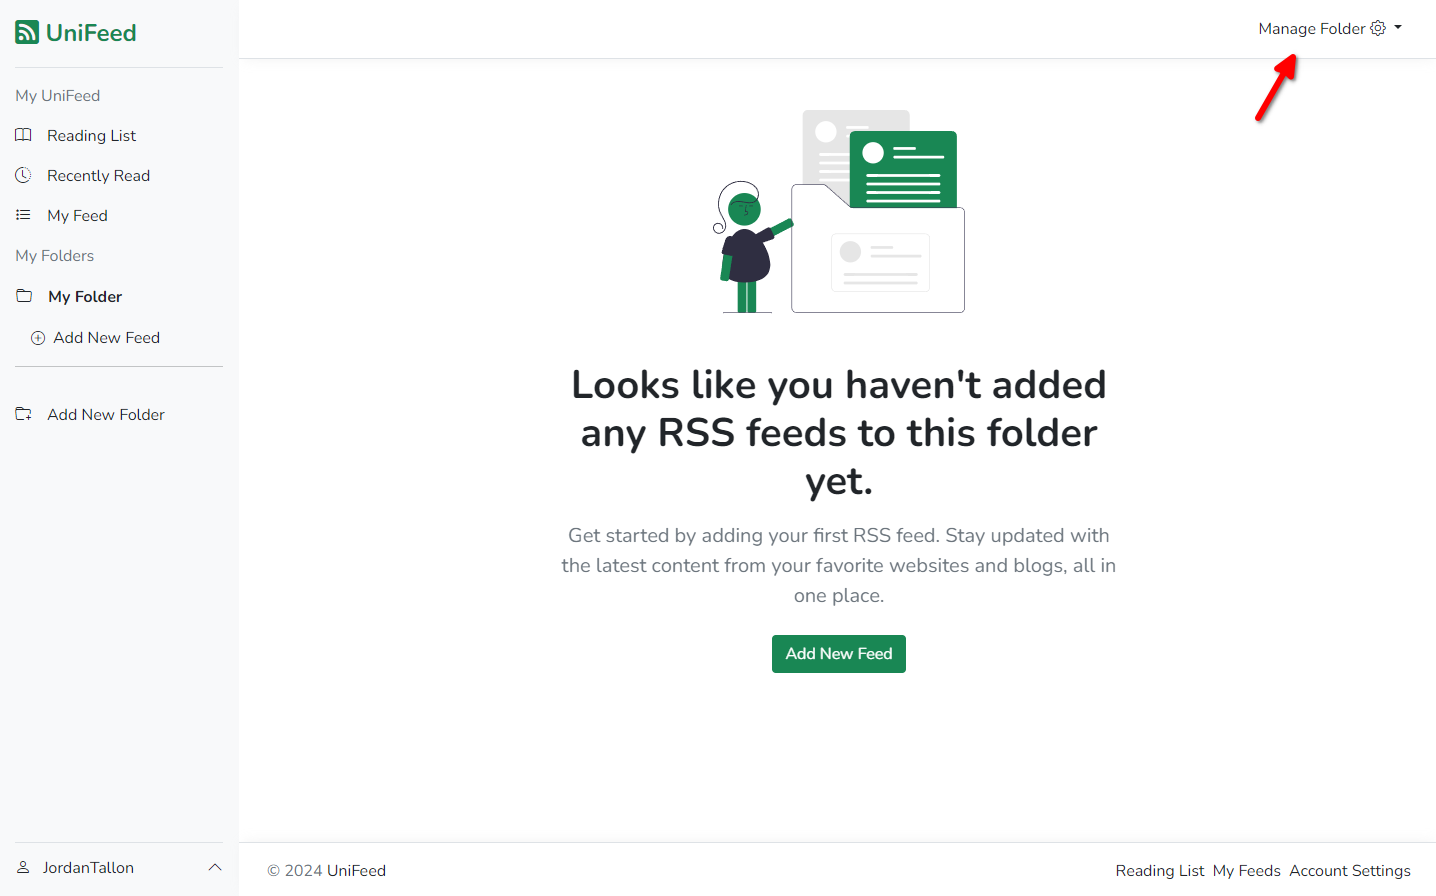 UniFeed
Manage Folder
My UniFeed
Reading List
Recently Read
My Feed
My Folders
My Folder
Add New Feed
Add New Folder
Looks like you haven't added
any RSS feeds to this folder
yet.
Get started by adding your first RSS feed. Stay updated with
the latest content from your favorite websites and blogs, all in
one place.
Add New Feed
JordanTallon
© 2024 UniFeed
Reading List My Feeds Account Settings